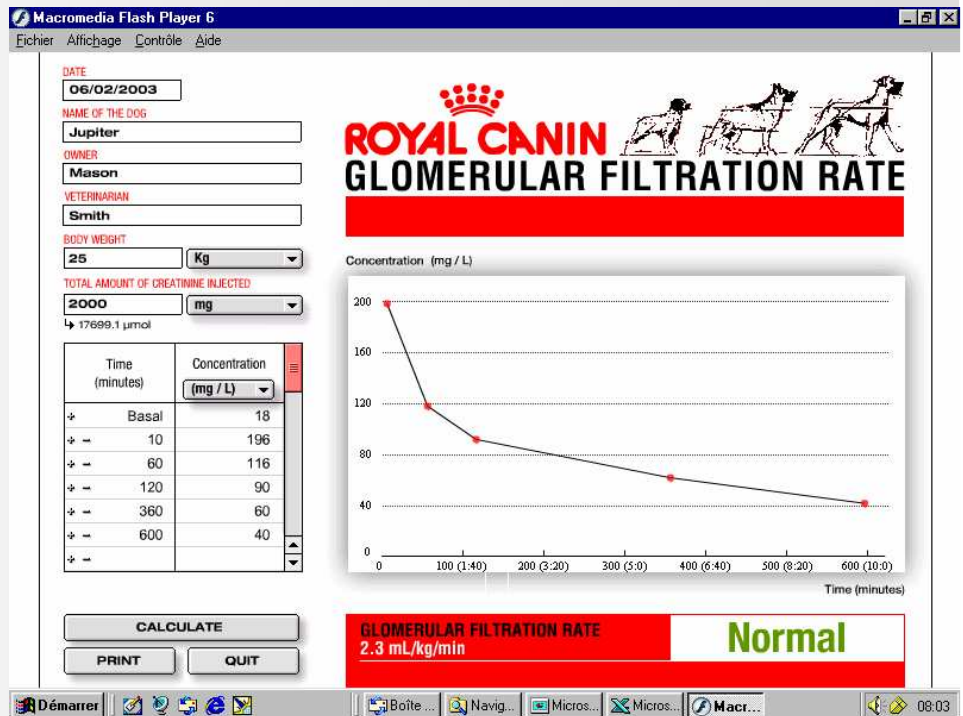 Macromedia Flash Player 6
Fichier Affichage Contrôle Aide
DATE
06/02/2003
NAME OF THE DOG
Jupiter
OWNER
Mason
VETERINARIAN
Smith
BODY WEIGHT
25 Kg
TOTAL AMOUNT OF CREATININE INJECTED
2000 mg
17699.1 µmol
Time (minutes) Concentration (mg / L)
Basal 18
10 196
60 116
120 90
360 60
600 40
CALCULATE
PRINT QUIT
ROYAL CANIN
GLOMERULAR FILTRATION RATE
Concentration (mg / L)
200
160
120
80
40
0
0 100 (1:40) 200 (3:20) 300 (5:0) 400 (6:40) 500 (8:20) 600 (10:0)
Time (minutes)
GLOMERULAR FILTRATION RATE
2.3 mL/kg/min
Normal
Démarrer Boîte ... Navig... Micros... Micros... Macr... 08:03